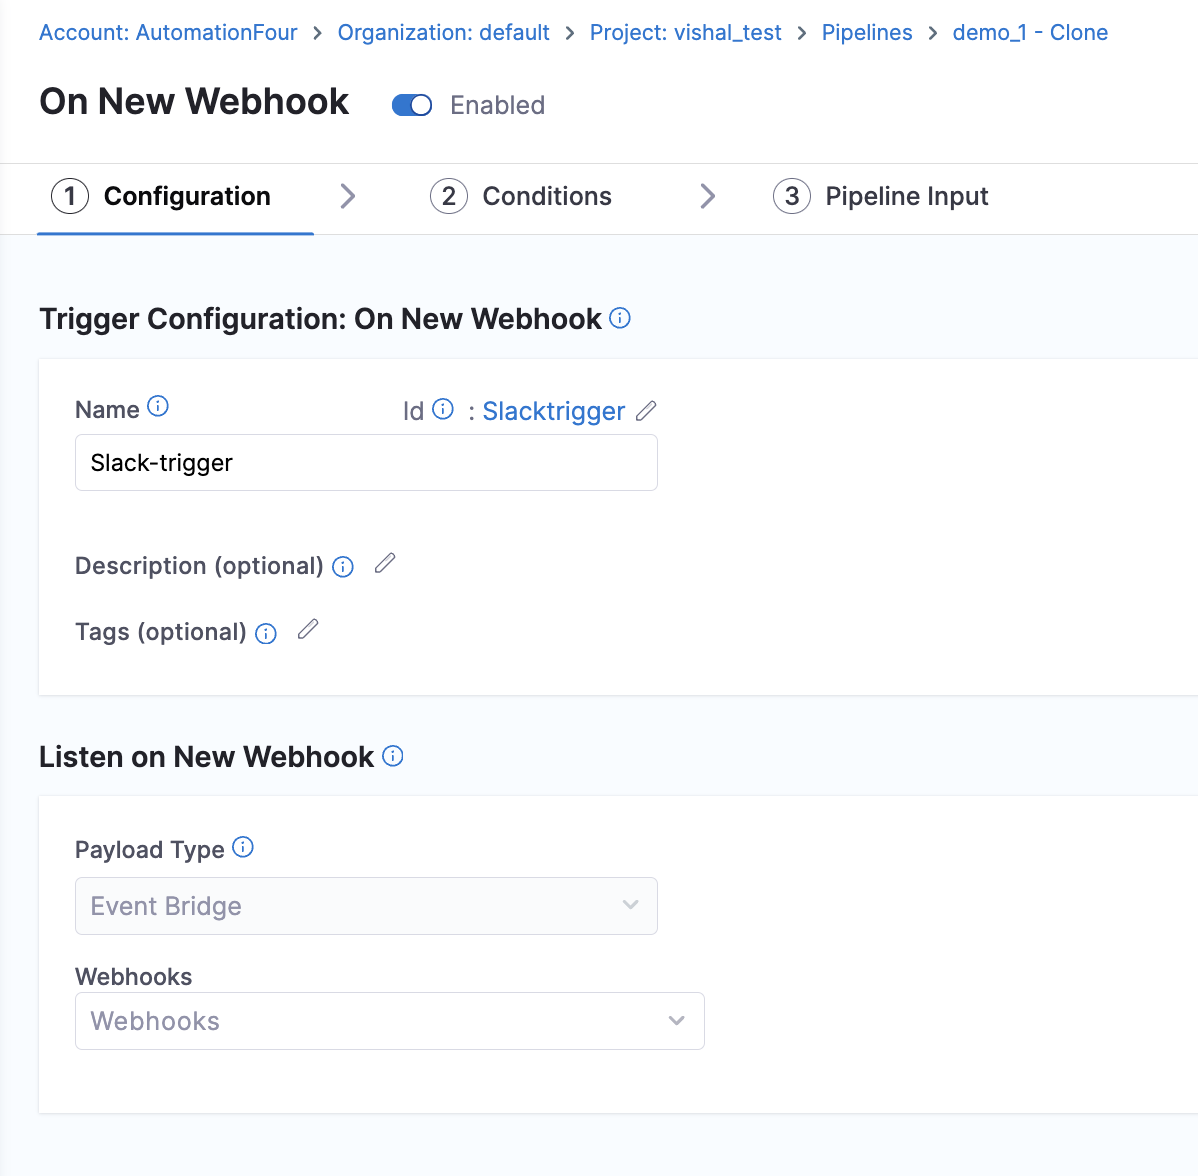 Account: AutomationFour > Organization: default > Project: vishal_test > Pipelines > demo_1 - Clone
On New Webhook Enabled
1 Configuration > 2 Conditions > 3 Pipeline Input
Trigger Configuration: On New Webhook
Name Id : Slacktrigger
Slack-trigger
Description (optional)
Tags (optional)
Listen on New Webhook
Payload Type
Event Bridge
Webhooks
Webhooks